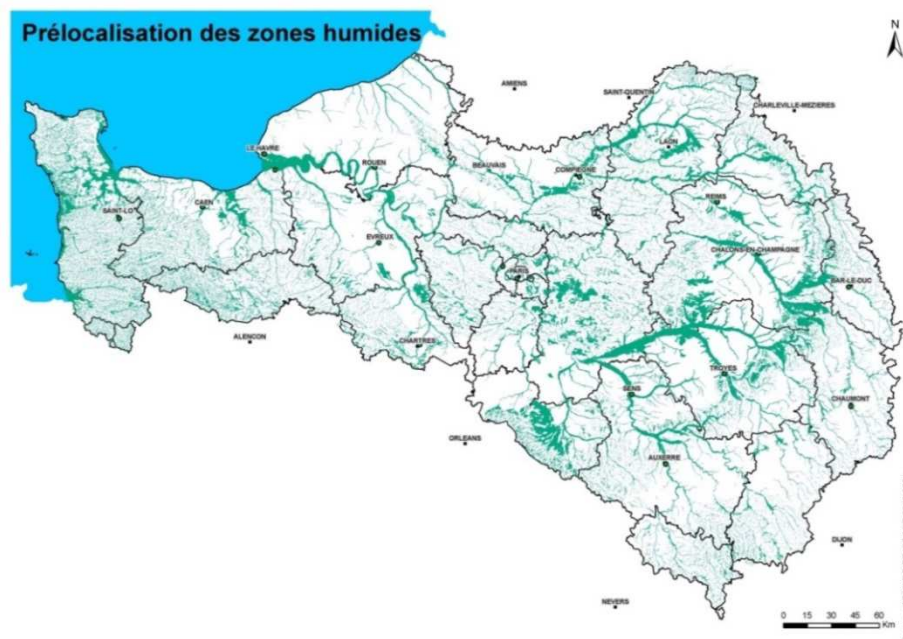 Prélocalisation des zones humides
N
AMIENS
SAINT-QUENTIN
CHARLEVILLE-MEZIERES
LAON
LE HAVRE
ROUEN
BEAUVAIS
COMPIEGNE
REIMS
SAINT-LO
CAEN
EVREUX
CHALONS-EN-CHAMPAGNE
PARIS
BAR-LE-DUC
ALENCON
CHARTRES
TROYES
SENS
CHAUMONT
ORLEANS
AUXERRE
DIJON
NEVERS
0 15 30 45 60
Km